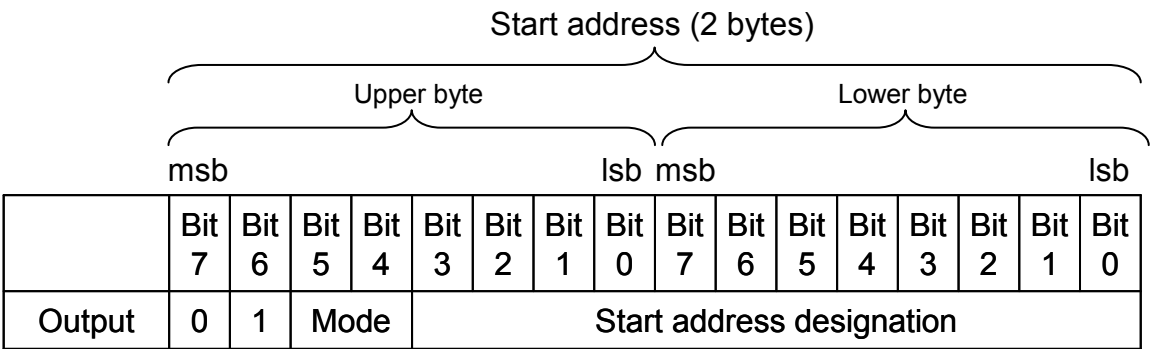 Start address (2 bytes)
Upper byte Lower byte
msb lsb msb lsb
Bit 7 Bit 6 Bit 5 Bit 4 Bit 3 Bit 2 Bit 1 Bit 0 Bit 7 Bit 6 Bit 5 Bit 4 Bit 3 Bit 2 Bit 1 Bit 0
Output 0 1 Mode Start address designation